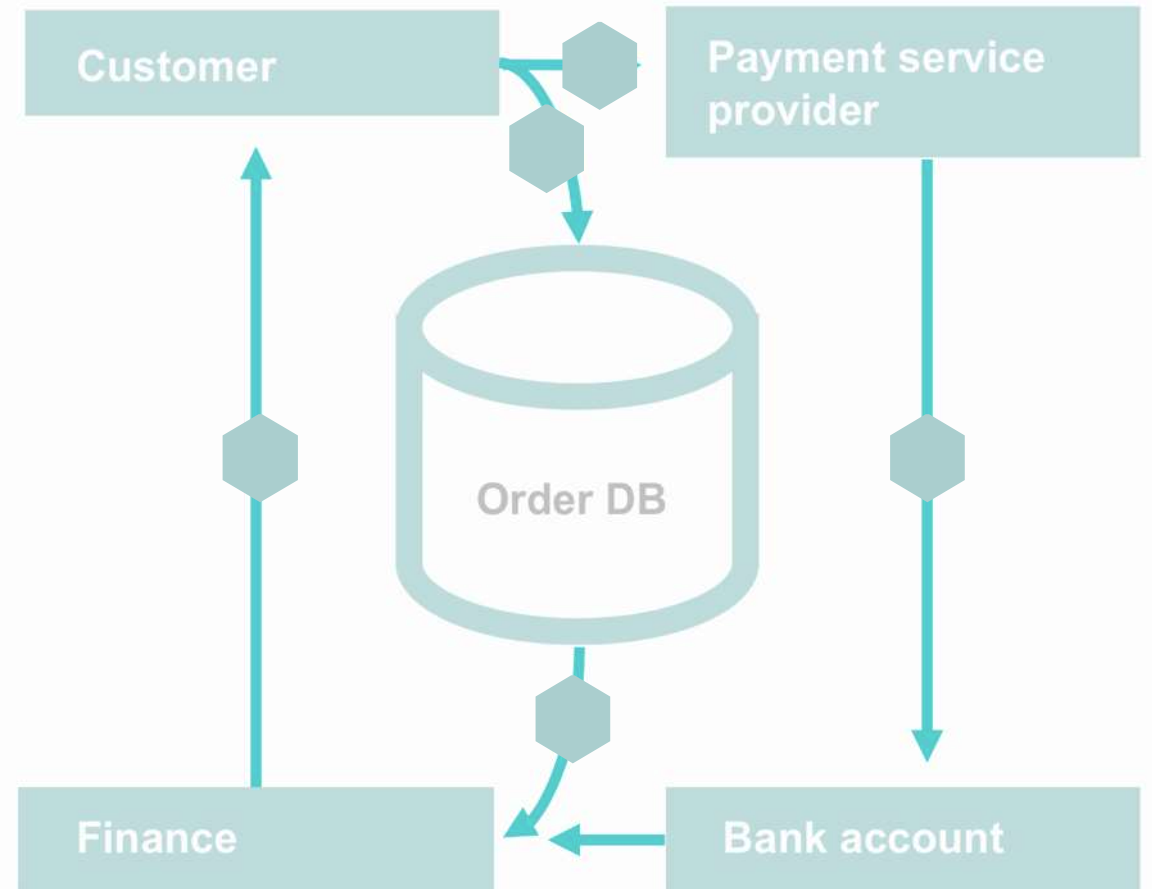 Customer
Payment service
provider
Order DB
Finance
Bank account